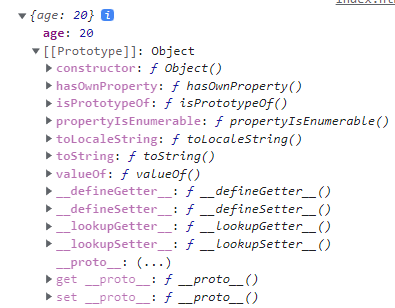 index.ht
▼ {age: 20} i
age: 20
▼ [[Prototype]]: Object
▶ constructor: ƒ Object()
▶ hasOwnProperty: ƒ hasOwnProperty()
▶ isPrototypeOf: ƒ isPrototypeOf()
▶ propertyIsEnumerable: ƒ propertyIsEnumerable()
▶ toLocaleString: ƒ toLocaleString()
▶ toString: ƒ toString()
▶ valueOf: ƒ valueOf()
▶ __defineGetter__: ƒ __defineGetter__()
▶ __defineSetter__: ƒ __defineSetter__()
▶ __lookupGetter__: ƒ __lookupGetter__()
▶ __lookupSetter__: ƒ __lookupSetter__()
__proto__: (...)
▶ get __proto__: ƒ __proto__()
▶ set __proto__: ƒ __proto__()